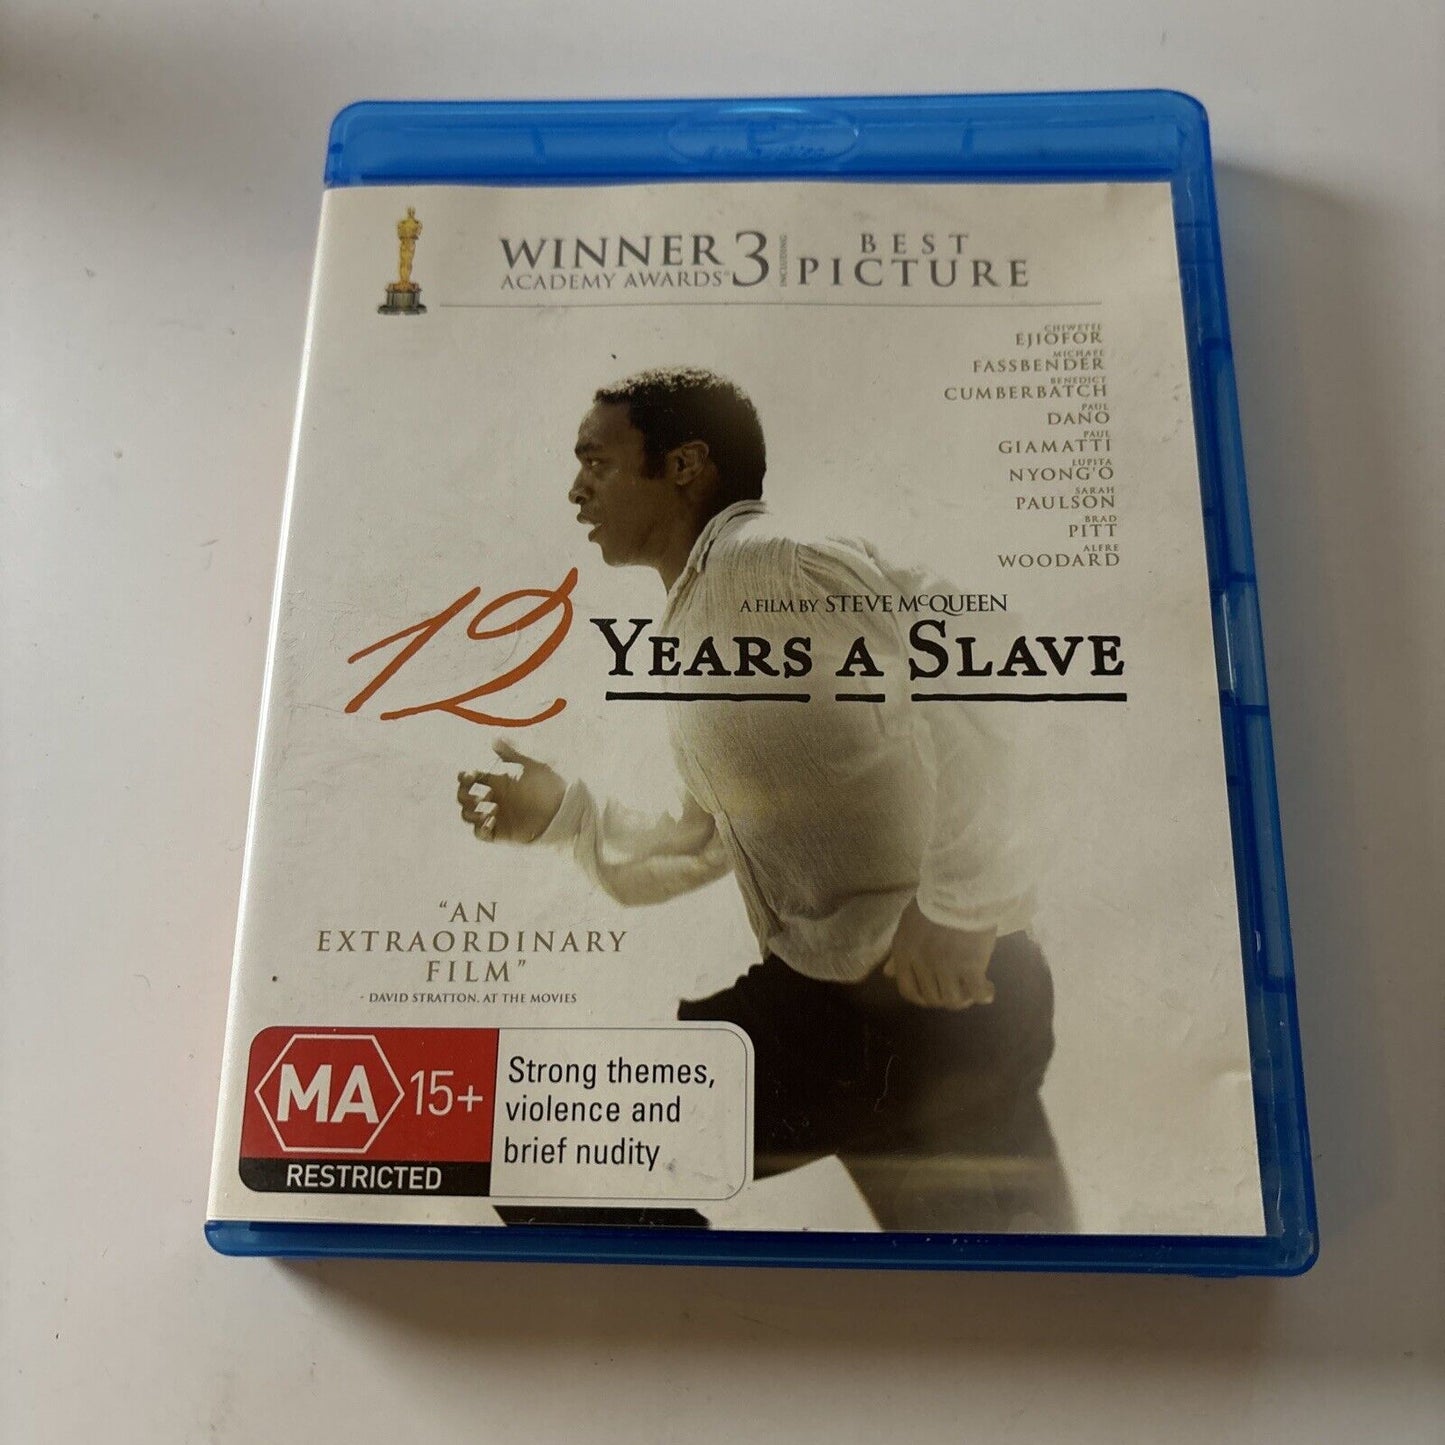 WINNER 3 INCLUDING BEST
ACADEMY AWARDS® PICTURE
CHIWETEL
EJIOFOR
MICHAEL
FASSBENDER
BENEDICT
CUMBERBATCH
PAUL
DANO
PAUL
GIAMATTI
LUPITA
NYONG'O
SARAH
PAULSON
BRAD
PITT
ALFRE
WOODARD
A FILM BY STEVE McQUEEN
12 YEARS A SLAVE
"AN
EXTRAORDINARY
FILM"
- DAVID STRATTON, AT THE MOVIES
MA 15+
RESTRICTED
Strong themes,
violence and
brief nudity